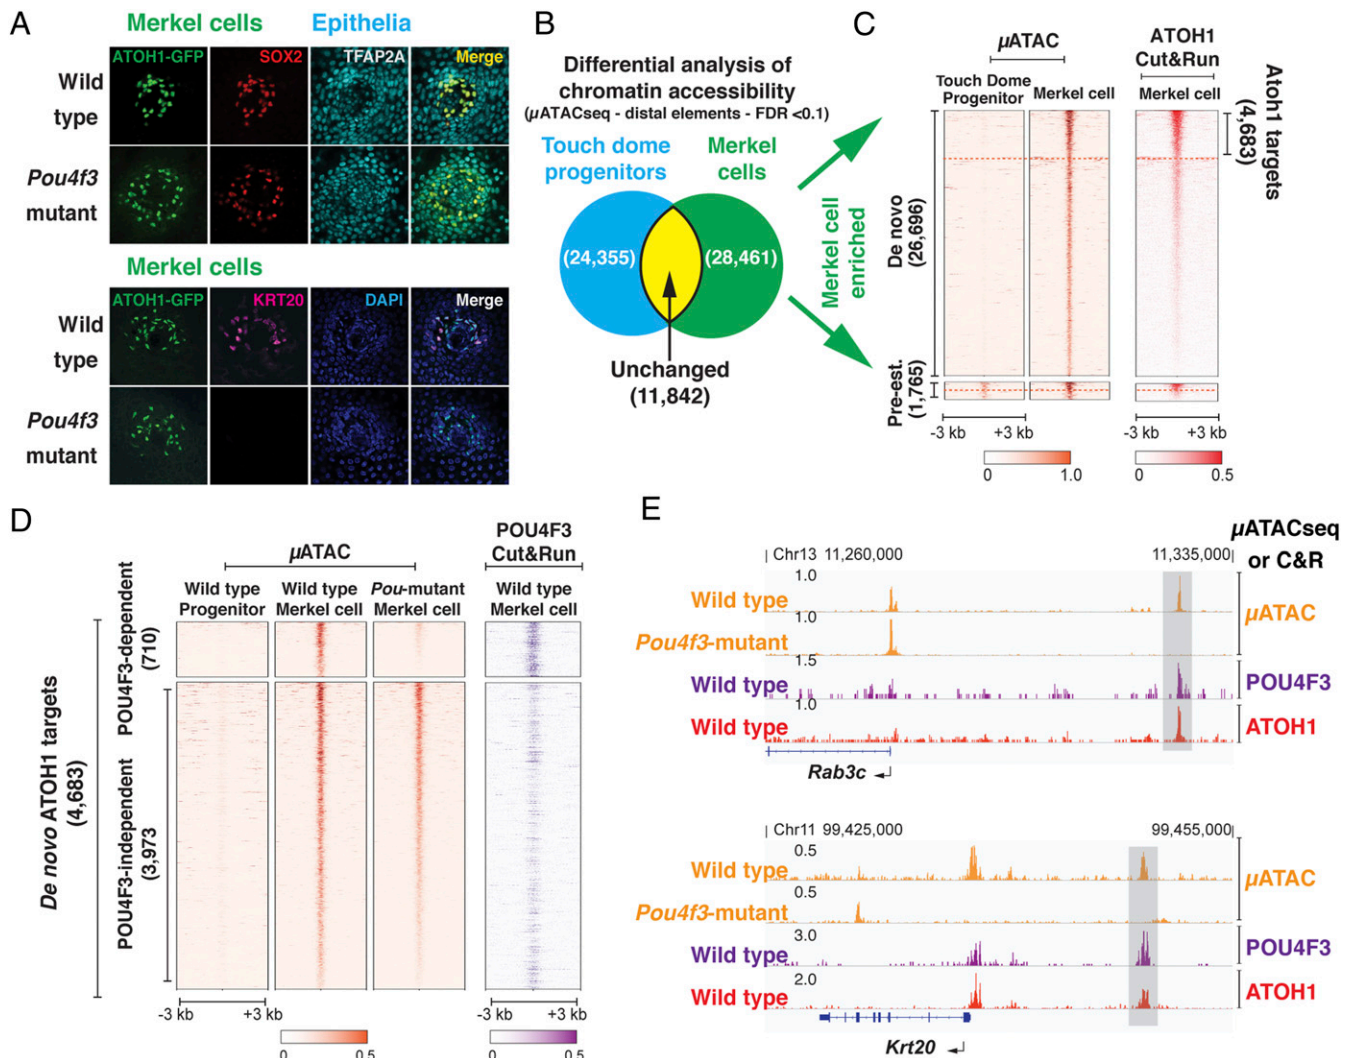 A
Merkel cells Epithelia
ATOH1-GFP SOX2 TFAP2A Merge
Wild
type
Pou4f3
mutant
Merkel cells
ATOH1-GFP KRT20 DAPI Merge
Wild
type
Pou4f3
mutant
B
Differential analysis of
chromatin accessibility
(µATACseq - distal elements - FDR <0.1)
Touch dome
progenitors
Merkel
cells
(24,355) (28,461)
Unchanged
(11,842)
Merkel cell
enriched
C
µATAC
ATOH1
Cut&Run
Touch Dome
Progenitor
Merkel cell
Merkel cell
Atoh1 targets
(4,683)
De novo
(26,696)
Pre-est.
(1,765)
-3 kb +3 kb -3 kb +3 kb
0 1.0 0 0.5
D
µATAC
POU4F3
Cut&Run
Wild type
Progenitor
Wild type
Merkel cell
Pou-mutant
Merkel cell
Wild type
Merkel cell
De novo ATOH1 targets
(4,683)
POU4F3-dependent
(710)
POU4F3-independent
(3,973)
-3 kb +3 kb -3 kb +3 kb
0 0.5 0 0.5
E
µATACseq
or C&R
Chr13 11,260,000 11,335,000
1.0
Wild type
µATAC
1.0
Pou4f3-mutant
1.5
Wild type POU4F3
1.0
Wild type ATOH1
Rab3c
Chr11 99,425,000 99,455,000
0.5
Wild type
µATAC
0.5
Pou4f3-mutant
3.0
Wild type POU4F3
2.0
Wild type ATOH1
Krt20